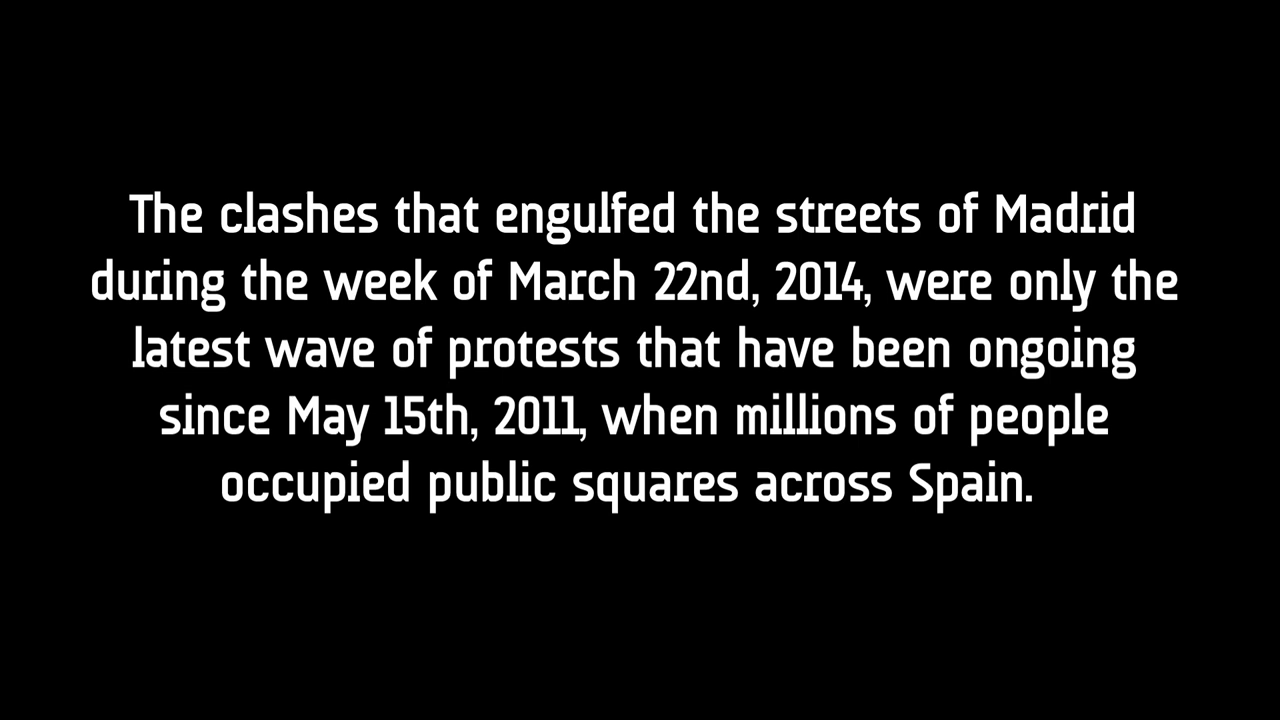 The clashes that engulfed the streets of Madrid
during the week of March 22nd, 2014, were only the
latest wave of protests that have been ongoing
since May 15th, 2011, when millions of people
occupied public squares across Spain.